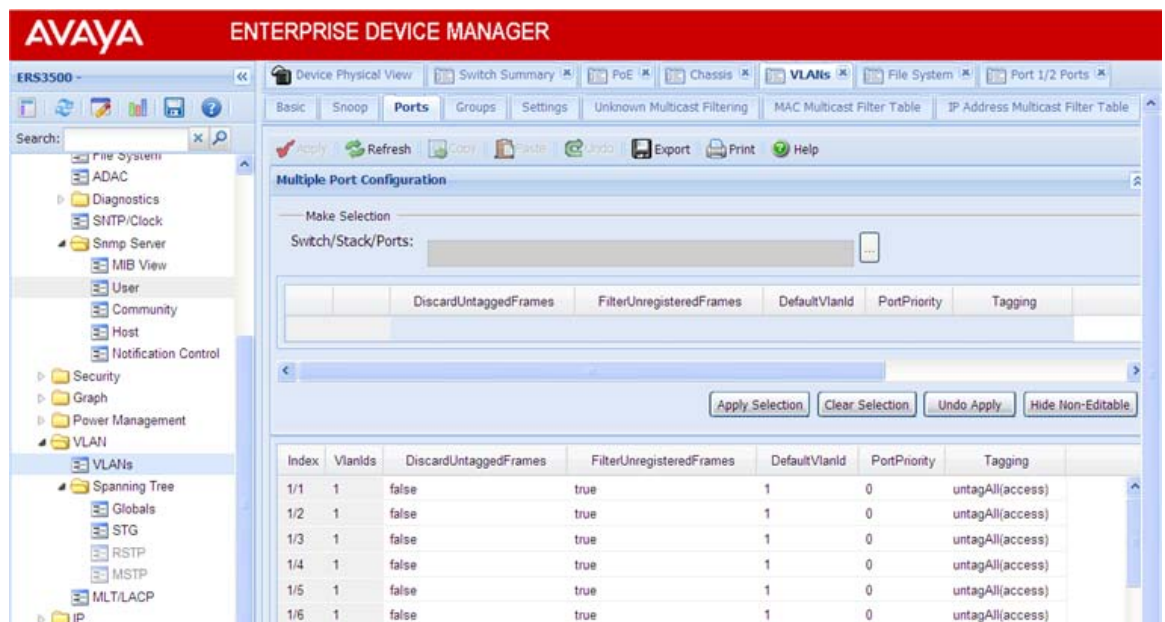 AVAYA ENTERPRISE DEVICE MANAGER
ERS3500 -
Search:
File System
ADAC
Diagnostics
SNTP/Clock
Snmp Server
MIB View
User
Community
Host
Notification Control
Security
Graph
Power Management
VLAN
VLANs
Spanning Tree
Globals
STG
RSTP
MSTP
MLT/LACP
IP
Device Physical View Switch Summary PoE Chassis VLANs File System Port 1/2 Ports
Basic Snoop Ports Groups Settings Unknown Multicast Filtering MAC Multicast Filter Table IP Address Multicast Filter Table
Apply Refresh Copy Paste Undo Export Print Help
Multiple Port Configuration
Make Selection
Switch/Stack/Ports: ...
DiscardUntaggedFrames FilterUnregisteredFrames DefaultVlanId PortPriority Tagging
Apply Selection Clear Selection Undo Apply Hide Non-Editable
Index VlanIds DiscardUntaggedFrames FilterUnregisteredFrames DefaultVlanId PortPriority Tagging
1/1 1 false true 1 0 untagAll(access)
1/2 1 false true 1 0 untagAll(access)
1/3 1 false true 1 0 untagAll(access)
1/4 1 false true 1 0 untagAll(access)
1/5 1 false true 1 0 untagAll(access)
1/6 1 false true 1 0 untagAll(access)